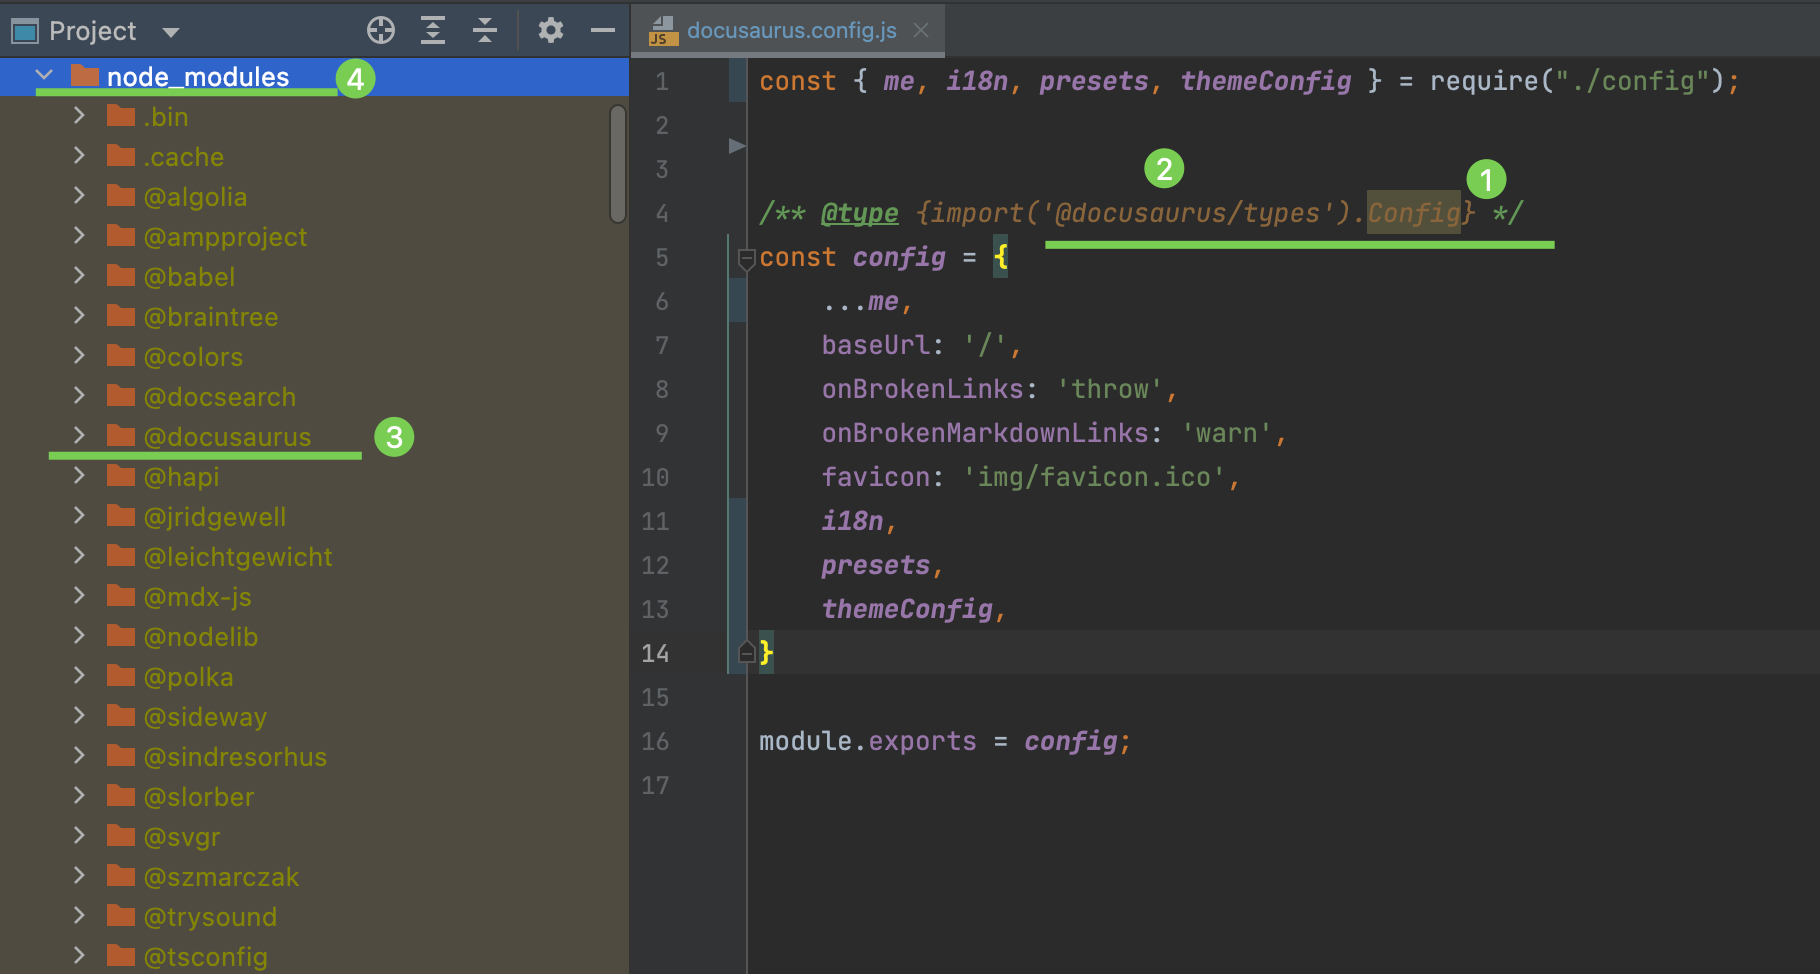 Project
node_modules
4
.bin
.cache
@algolia
@ampproject
@babel
@braintree
@colors
@docsearch
@docusaurus
3
@hapi
@jridgewell
@leichtgewicht
@mdx-js
@nodelib
@polka
@sideway
@sindresorhus
@slorber
@svgr
@szmarczak
@trysound
@tsconfig
JS docusaurus.config.js
1 const { me, i18n, presets, themeConfig } = require("./config");
2
3
2
1
4 /** @type {import('@docusaurus/types').Config} */
5 const config = {
6 ...me,
7 baseUrl: '/',
8 onBrokenLinks: 'throw',
9 onBrokenMarkdownLinks: 'warn',
10 favicon: 'img/favicon.ico',
11 i18n,
12 presets,
13 themeConfig,
14 }
15
16 module.exports = config;
17